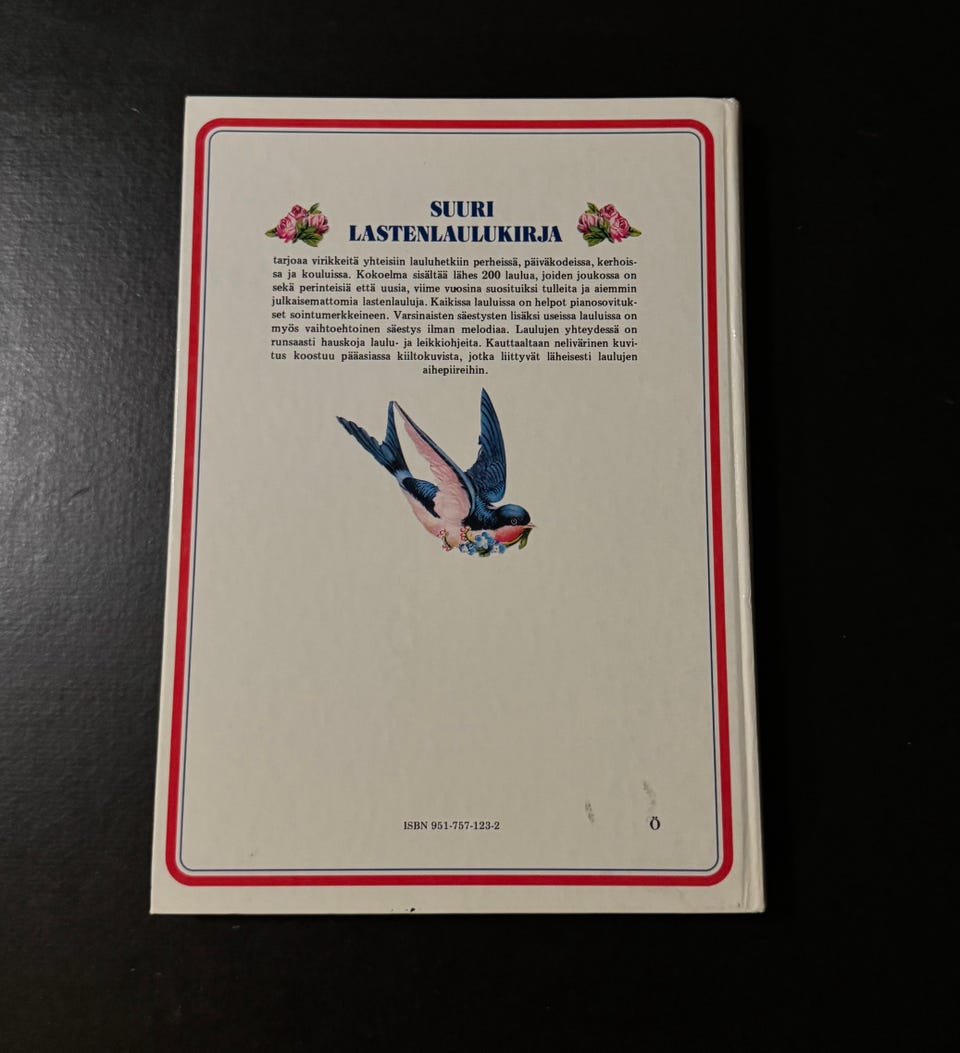 SUURI
LASTENLAULUKIRJA
tarjoaa virikkeitä yhteisiin lauluhetkiin perheissä, päiväkodeissa, kerhois-
sa ja kouluissa. Kokoelma sisältää lähes 200 laulua, joiden joukossa on
sekä perinteisiä että uusia, viime vuosina suosituiksi tulleita ja aiemmin
julkaisemattomia lastenlauluja. Kaikissa lauluissa on helpot pianosovituk-
set sointumerkkeineen. Varsinaisten säestysten lisäksi useissa lauluissa on
myös vaihtoehtoinen säestys ilman melodiaa. Laulujen yhteydessä on
runsaasti hauskoja laulu- ja leikkiohjeita. Kauttaaltaan nelivärinen kuvi-
tus koostuu pääasiassa kiiltokuvista, jotka liittyvät läheisesti laulujen
aihepiireihin.
ISBN 951-757-123-2
Ö